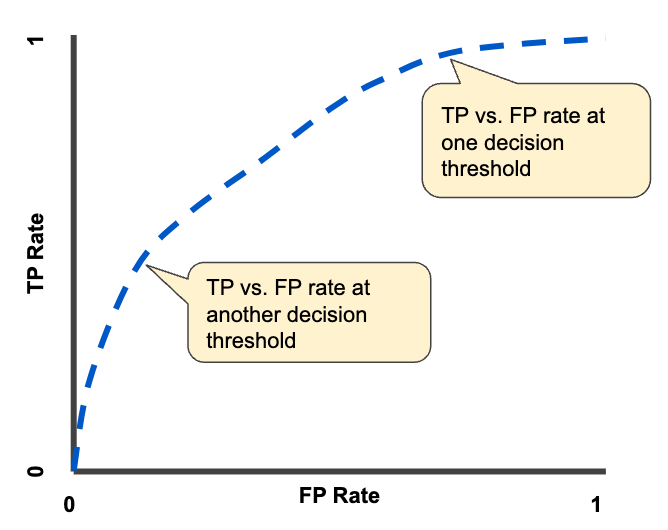 1
TP vs. FP rate at
one decision
threshold
TP Rate
TP vs. FP rate at
another decision
threshold
0
0
FP Rate
1